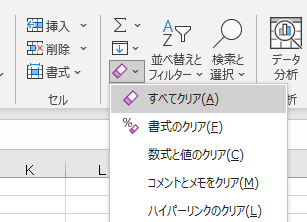 挿入
削除
書式
セル
並べ替えと
フィルター
検索と
選択
データ
分析
分析
すべてクリア(A)
書式のクリア(F)
数式と値のクリア(C)
コメントとメモをクリア(M)
ハイパーリンクのクリア(L)
K
L